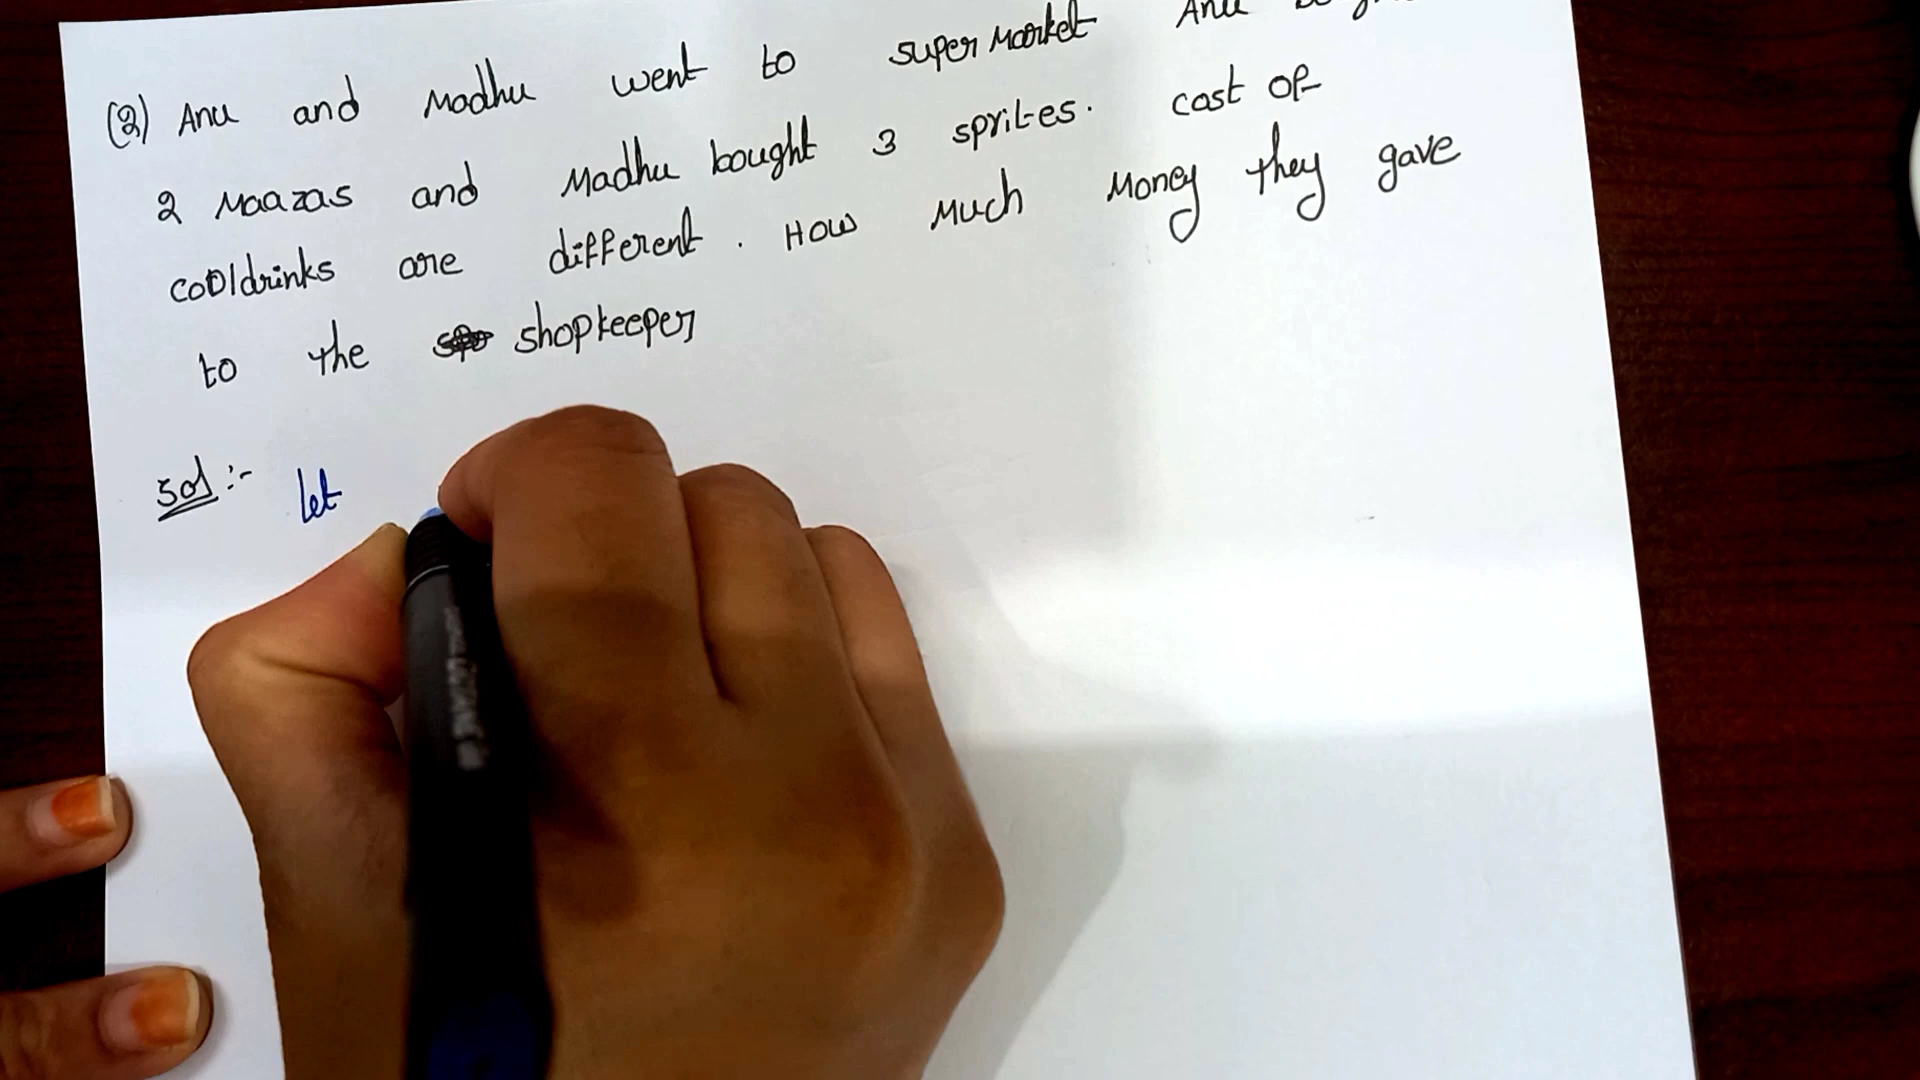 (2) Anu and Madhu went to super market Anu
2 Maazas and Madhu bought 3 sprites. cost of
cooldrinks are different. How much Money they gave
to the shopkeeper
Sol:- let